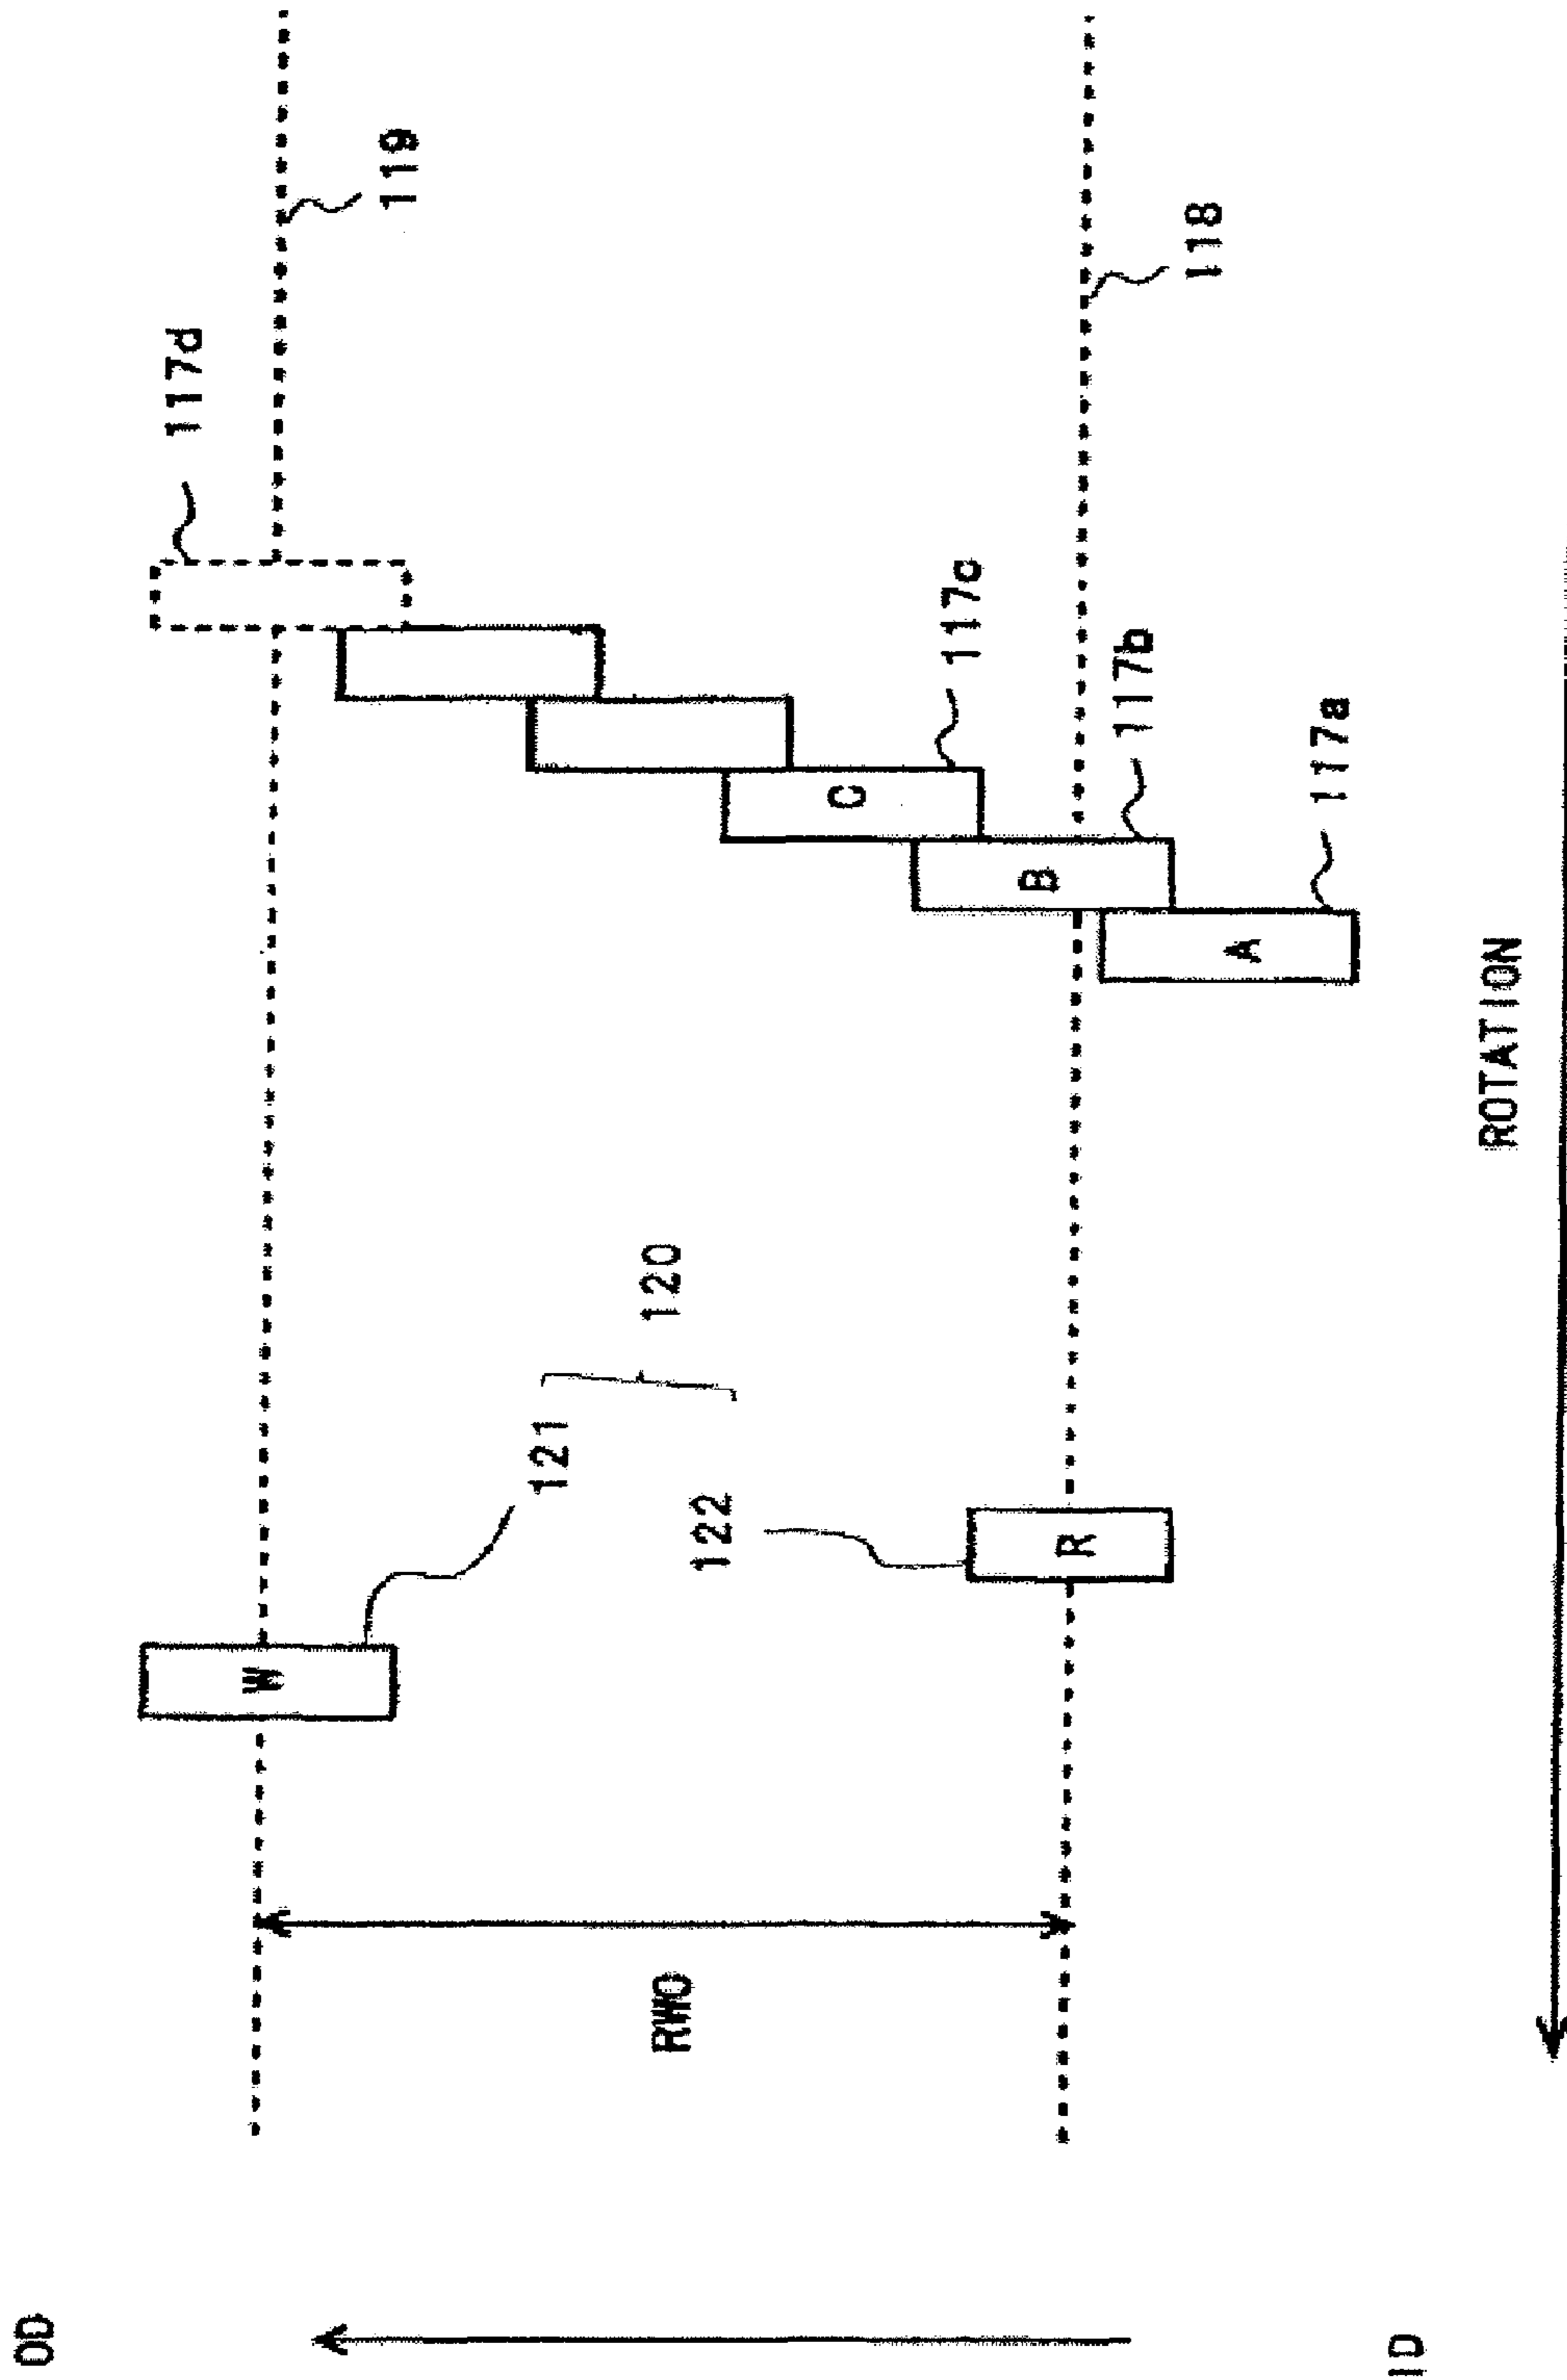 OD
W
121
120
117d
119
RWO
122
R
C
117c
B
117b
A
117a
118
ID
ROTATION